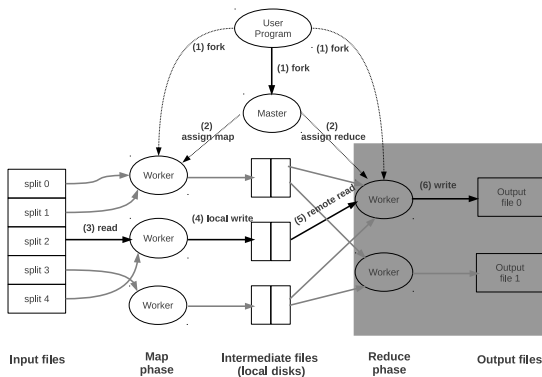 User
Program
(1) fork
(1) fork
(1) fork
Master
(2)
assign map
(2)
assign reduce
split 0
split 1
split 2
split 3
split 4
(3) read
Worker
Worker
Worker
(4) local write
(5) remote read
Worker
Worker
(6) write
Output
file 0
Output
file 1
Input files
Map
phase
Intermediate files
(local disks)
Reduce
phase
Output files